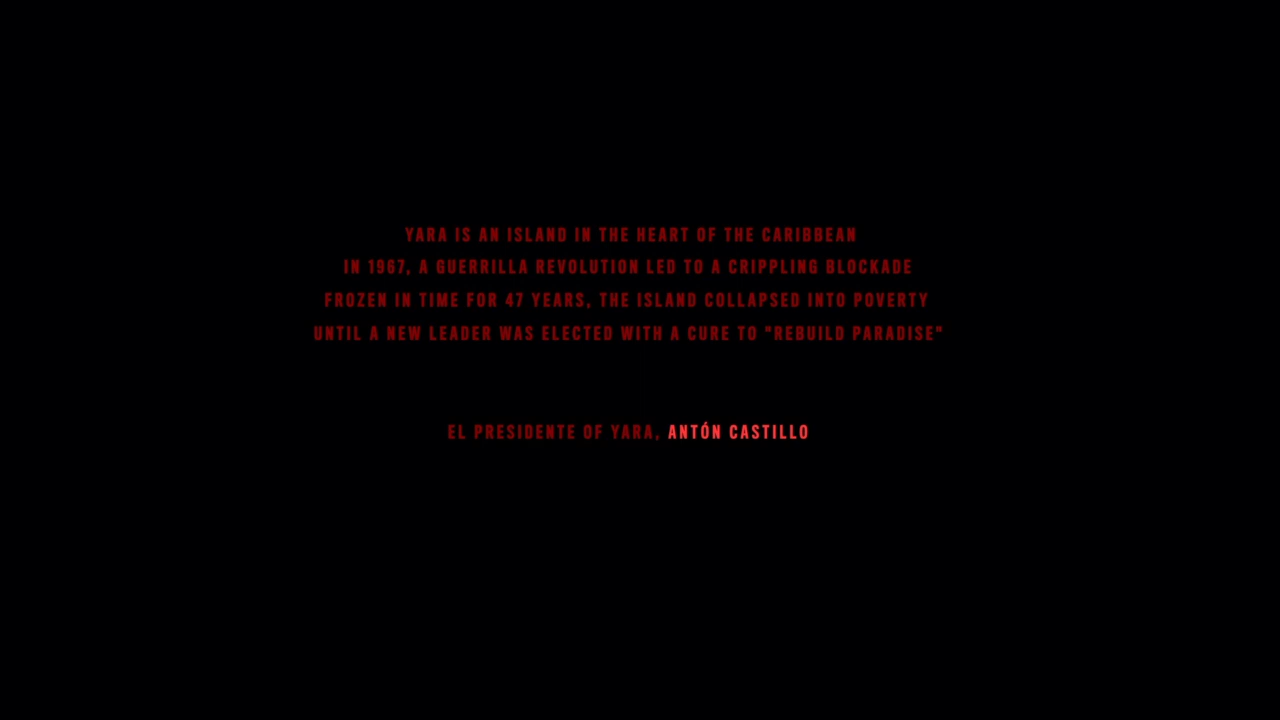 YARA IS AN ISLAND IN THE HEART OF THE CARIBBEAN
IN 1967, A GUERRILLA REVOLUTION LED TO A CRIPPLING BLOCKADE
FROZEN IN TIME FOR 47 YEARS, THE ISLAND COLLAPSED INTO POVERTY
UNTIL A NEW LEADER WAS ELECTED WITH A CURE TO "REBUILD PARADISE"
EL PRESIDENTE OF YARA, ANTÓN CASTILLO